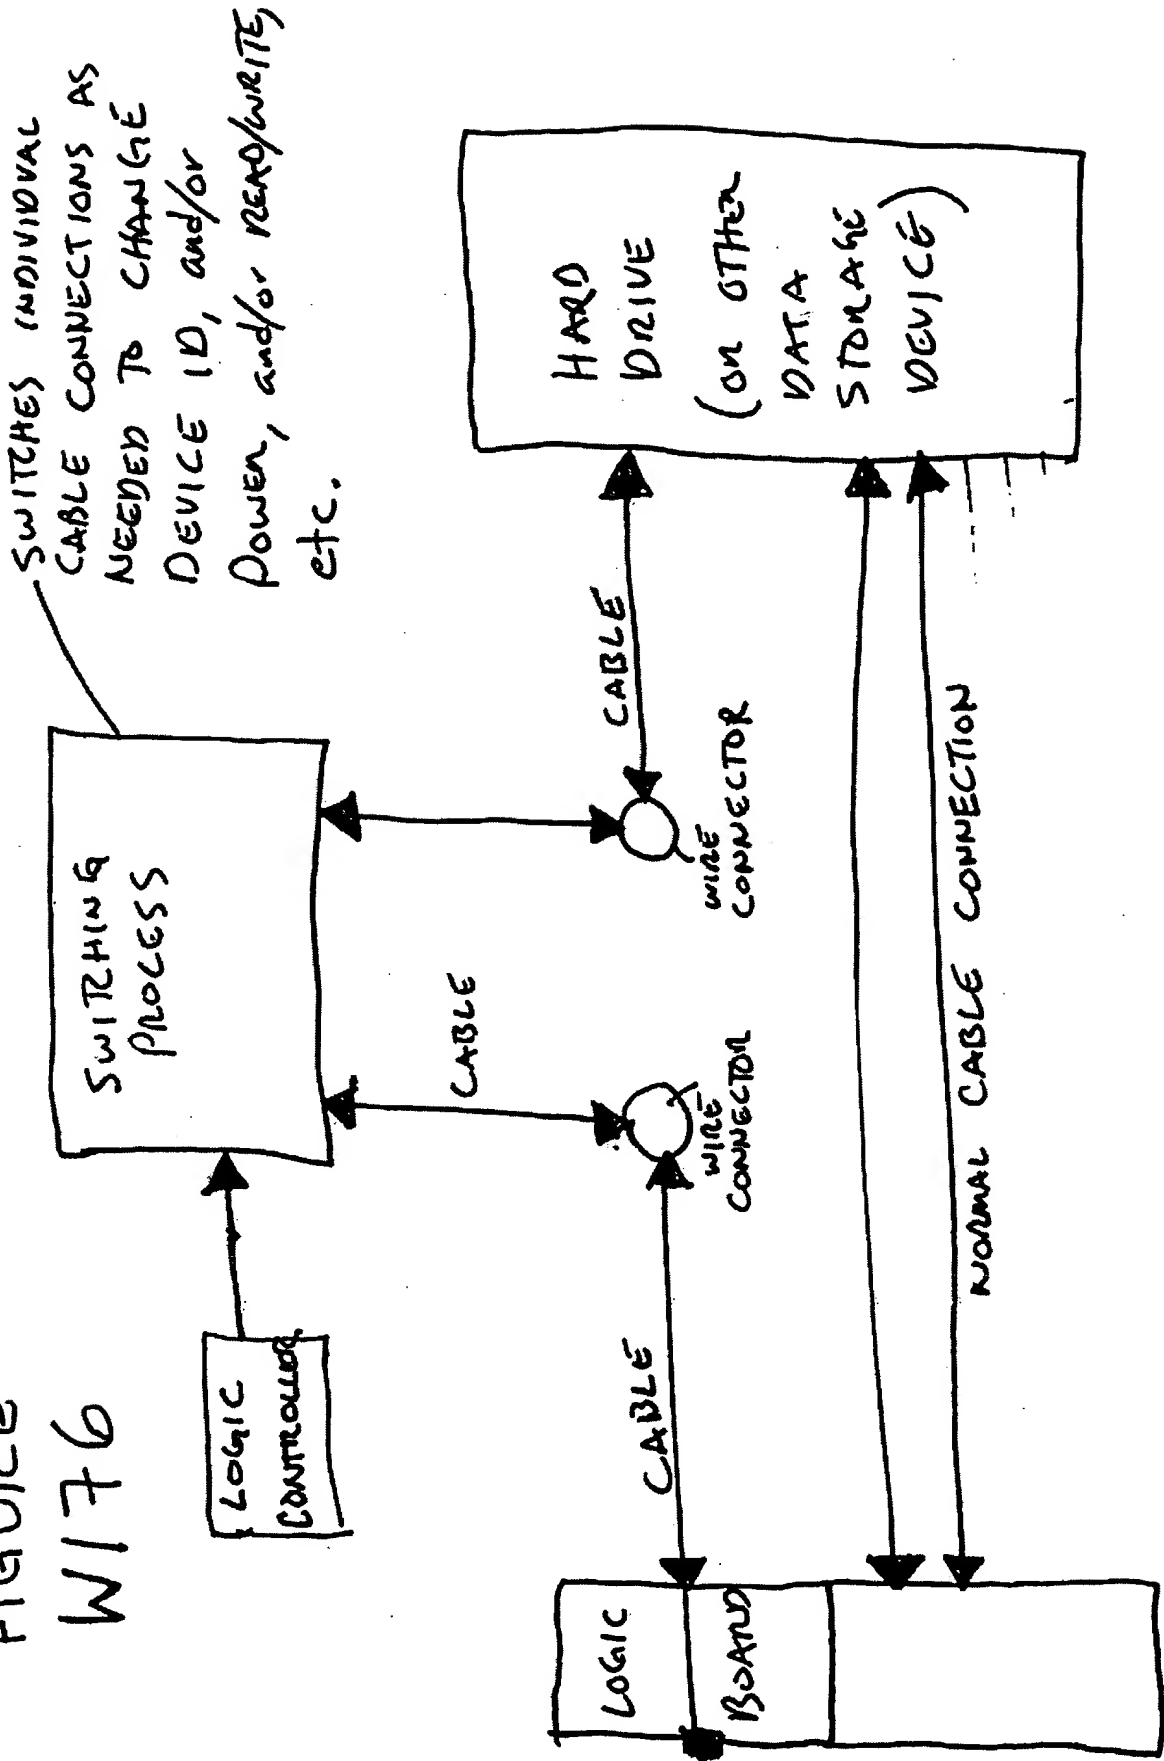 FIGURE
W176
SWITCHES INDIVIDUAL
CABLE CONNECTIONS AS
NEEDED TO CHANGE
DEVICE ID, and/or
POWER, and/or READ/WRITE,
etc.
SWITCHING
PROCESS
LOGIC
CONTROLLER
CABLE
CABLE
CABLE
WIRE
CONNECTOR
WIRE
CONNECTOR
HARD
DRIVE
(OR OTHER
DATA
STORAGE
DEVICE)
LOGIC
BOARD
NORMAL CABLE CONNECTION